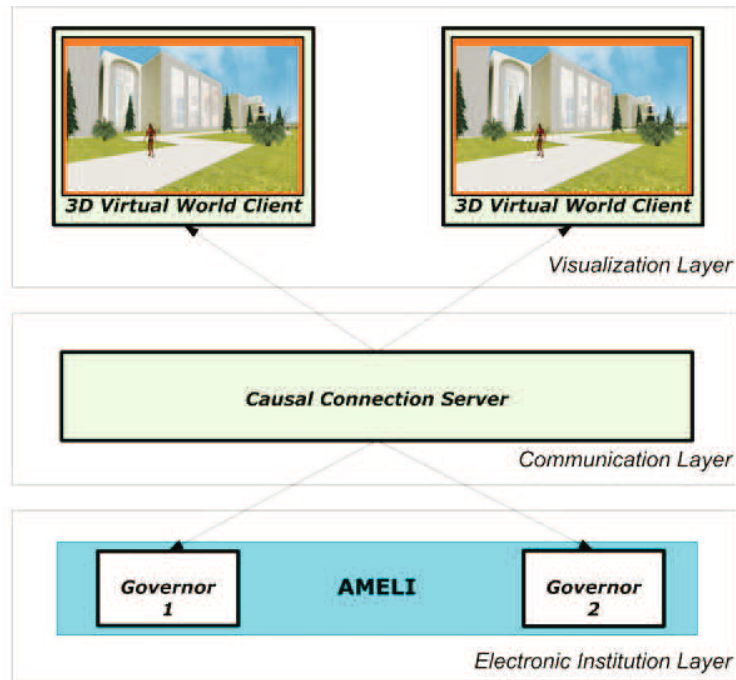 3D Virtual World Client
3D Virtual World Client
Visualization Layer
Causal Connection Server
Communication Layer
Governor
1
AMELI
Governor
2
Electronic Institution Layer